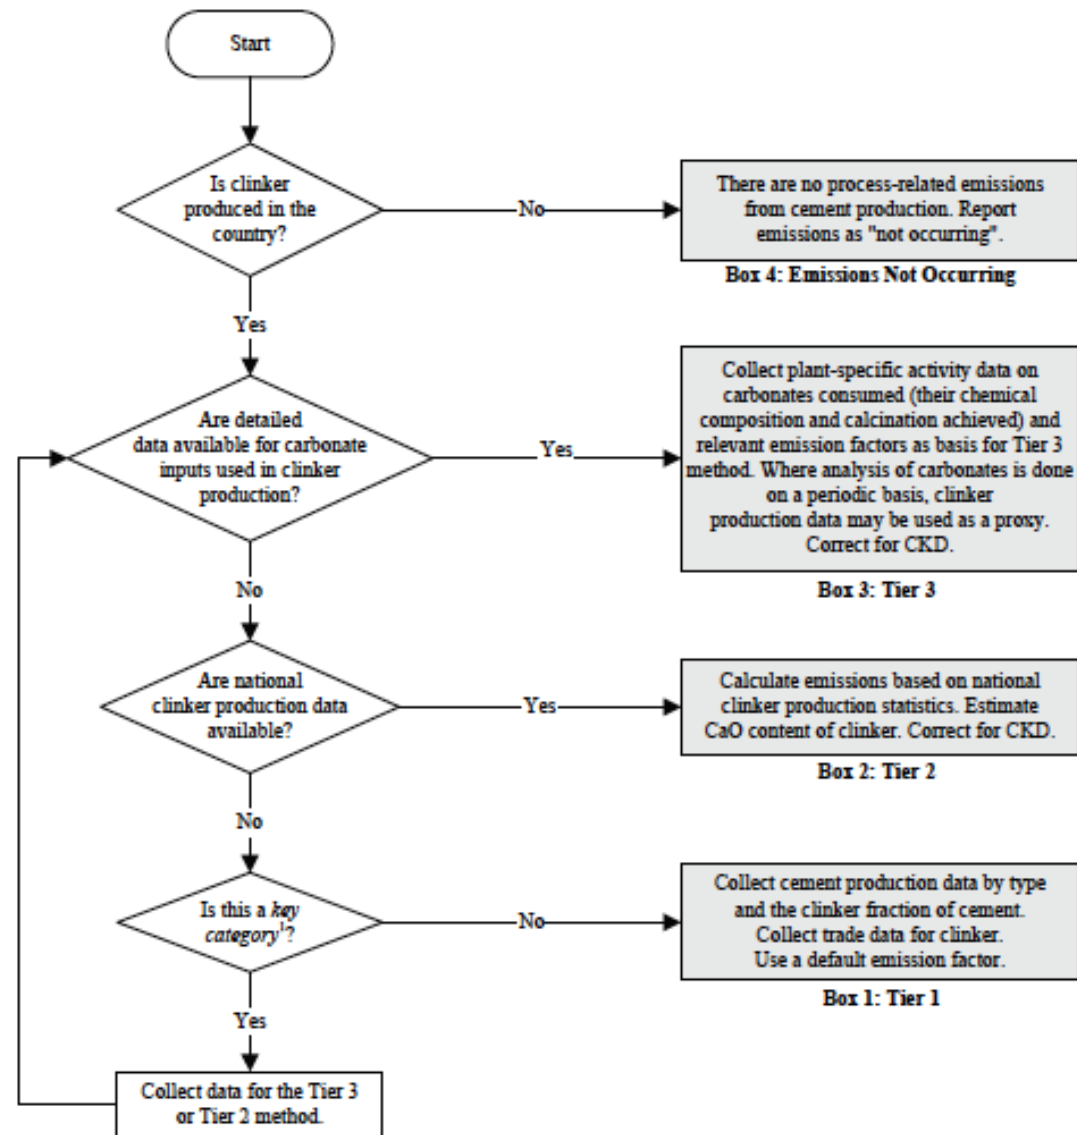 Start
Is clinker
produced in the
country?
No
There are no process-related emissions
from cement production. Report
emissions as "not occurring".
Box 4: Emissions Not Occurring
Yes
Are detailed
data available for carbonate
inputs used in clinker
production?
Yes
Collect plant-specific activity data on
carbonates consumed (their chemical
composition and calcination achieved) and
relevant emission factors as basis for Tier 3
method. Where analysis of carbonates is done
on a periodic basis, clinker
production data may be used as a proxy.
Correct for CKD.
Box 3: Tier 3
No
Are national
clinker production data
available?
Yes
Calculate emissions based on national
clinker production statistics. Estimate
CaO content of clinker. Correct for CKD.
Box 2: Tier 2
No
Is this a key
category¹?
No
Collect cement production data by type
and the clinker fraction of cement.
Collect trade data for clinker.
Use a default emission factor.
Box 1: Tier 1
Yes
Collect data for the Tier 3
or Tier 2 method.